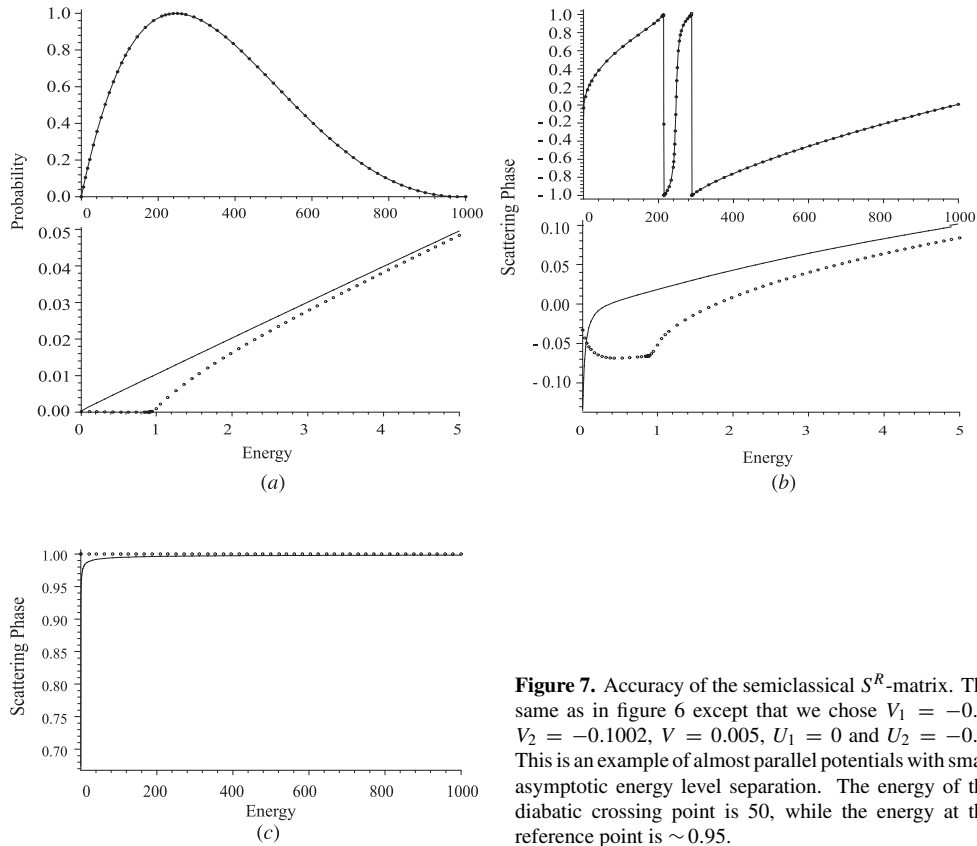 1.0
0.8
0.6
0.4
0.2
0.0
0 200 400 600 800 1000
0.05
0.04
0.03
0.02
0.01
0.00
0 1 2 3 4 5
Probability
Energy
(a)
1.0
0.8
0.6
0.4
0.2
0.0
- 0.2
- 0.4
- 0.6
- 0.8
- 1.0
0 200 400 600 800 1000
0.10
0.05
0.00
- 0.05
- 0.10
0 1 2 3 4 5
Scattering Phase
Energy
(b)
1.00
0.95
0.90
0.85
0.80
0.75
0.70
0 200 400 600 800 1000
Scattering Phase
Energy
(c)
Figure 7. Accuracy of the semiclassical S^R-matrix. Th
same as in figure 6 except that we chose V₁ = −0.
V₂ = −0.1002, V = 0.005, U₁ = 0 and U₂ = −0.
This is an example of almost parallel potentials with sma
asymptotic energy level separation. The energy of th
diabatic crossing point is 50, while the energy at th
reference point is ∼0.95.